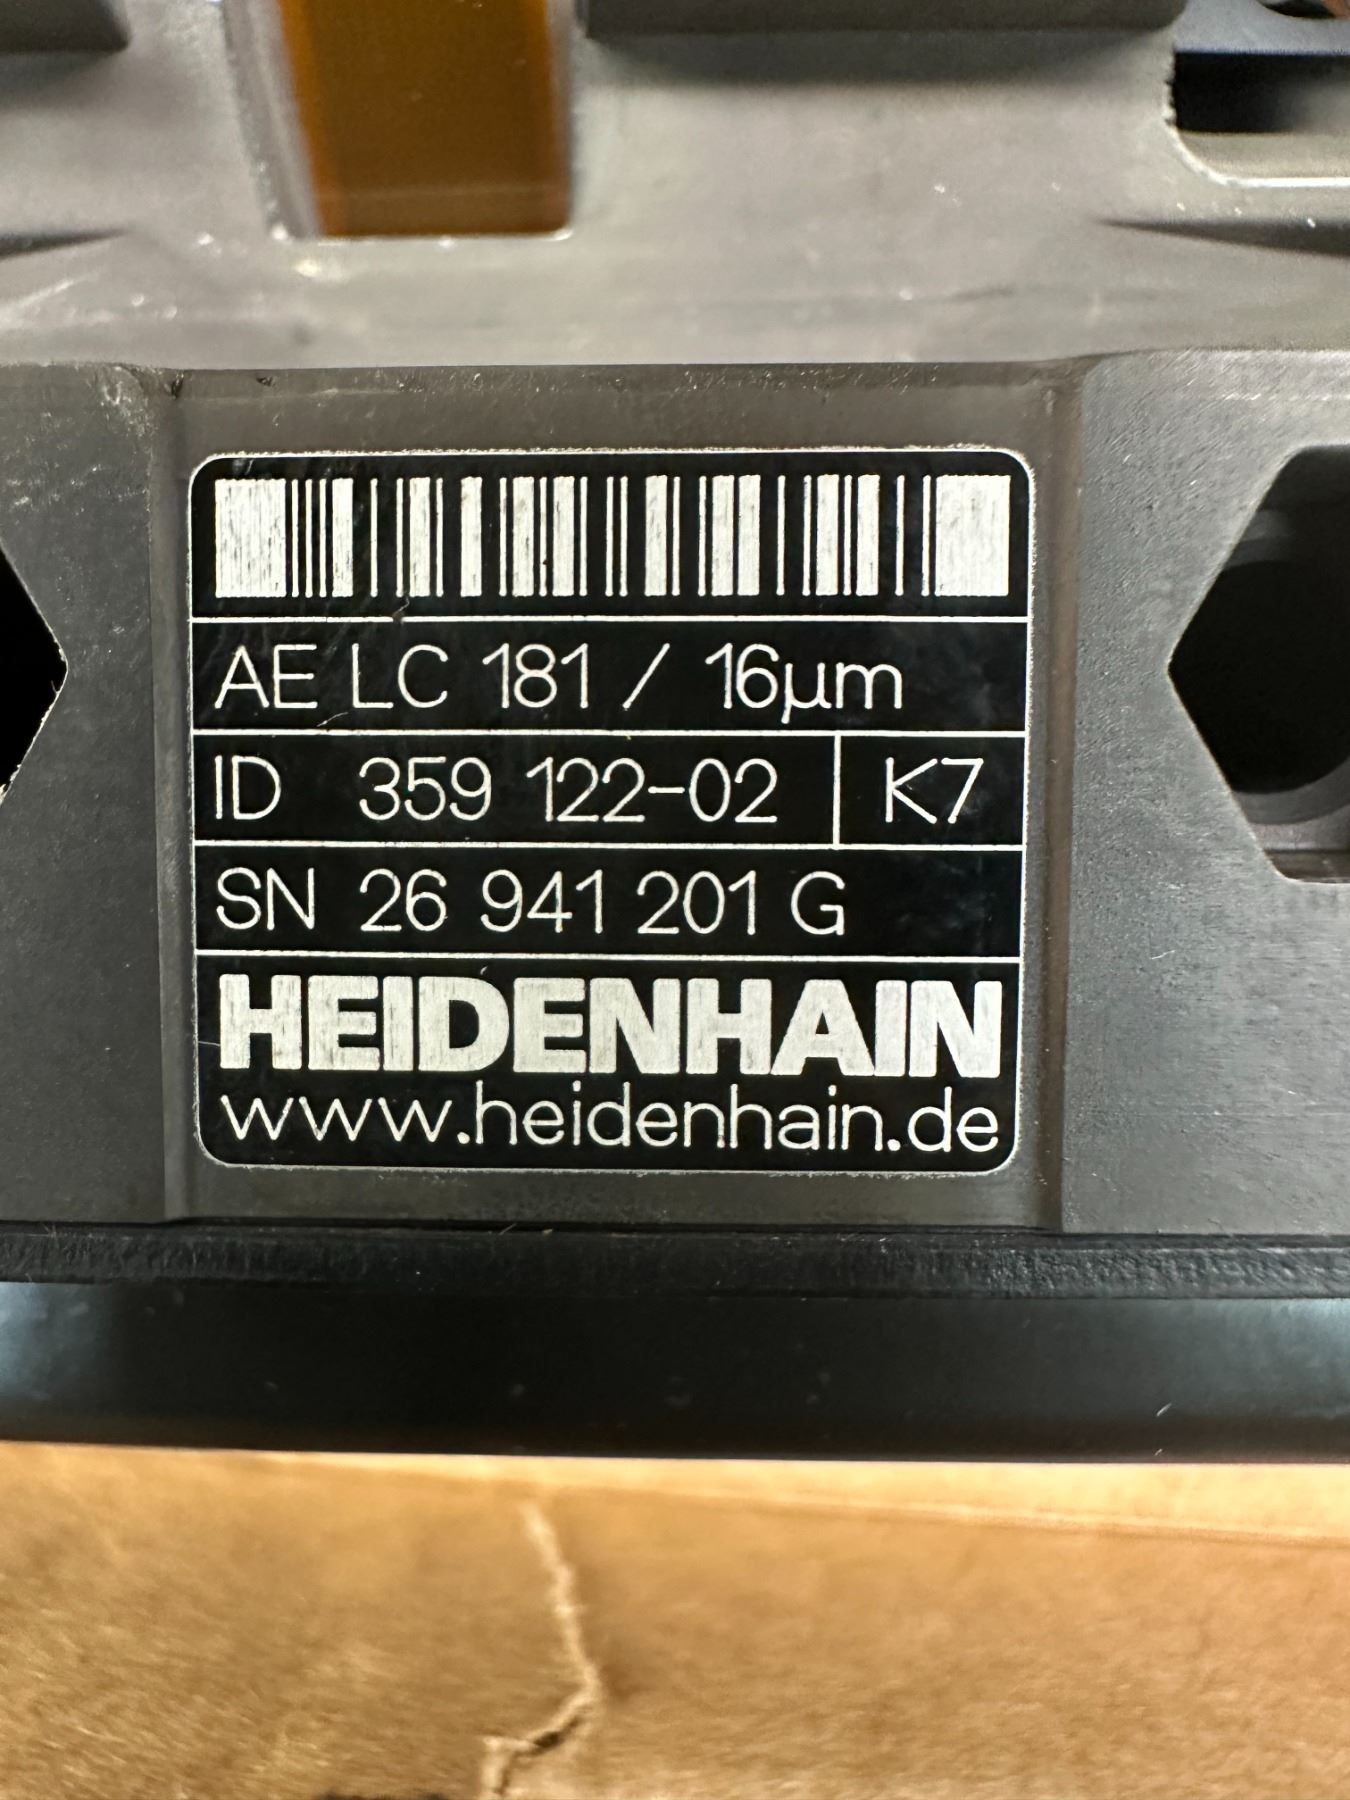 AE LC 181 / 16µm
ID 359 122-02 K7
SN 26 941 201 G
HEIDENHAIN
www.heidenhain.de